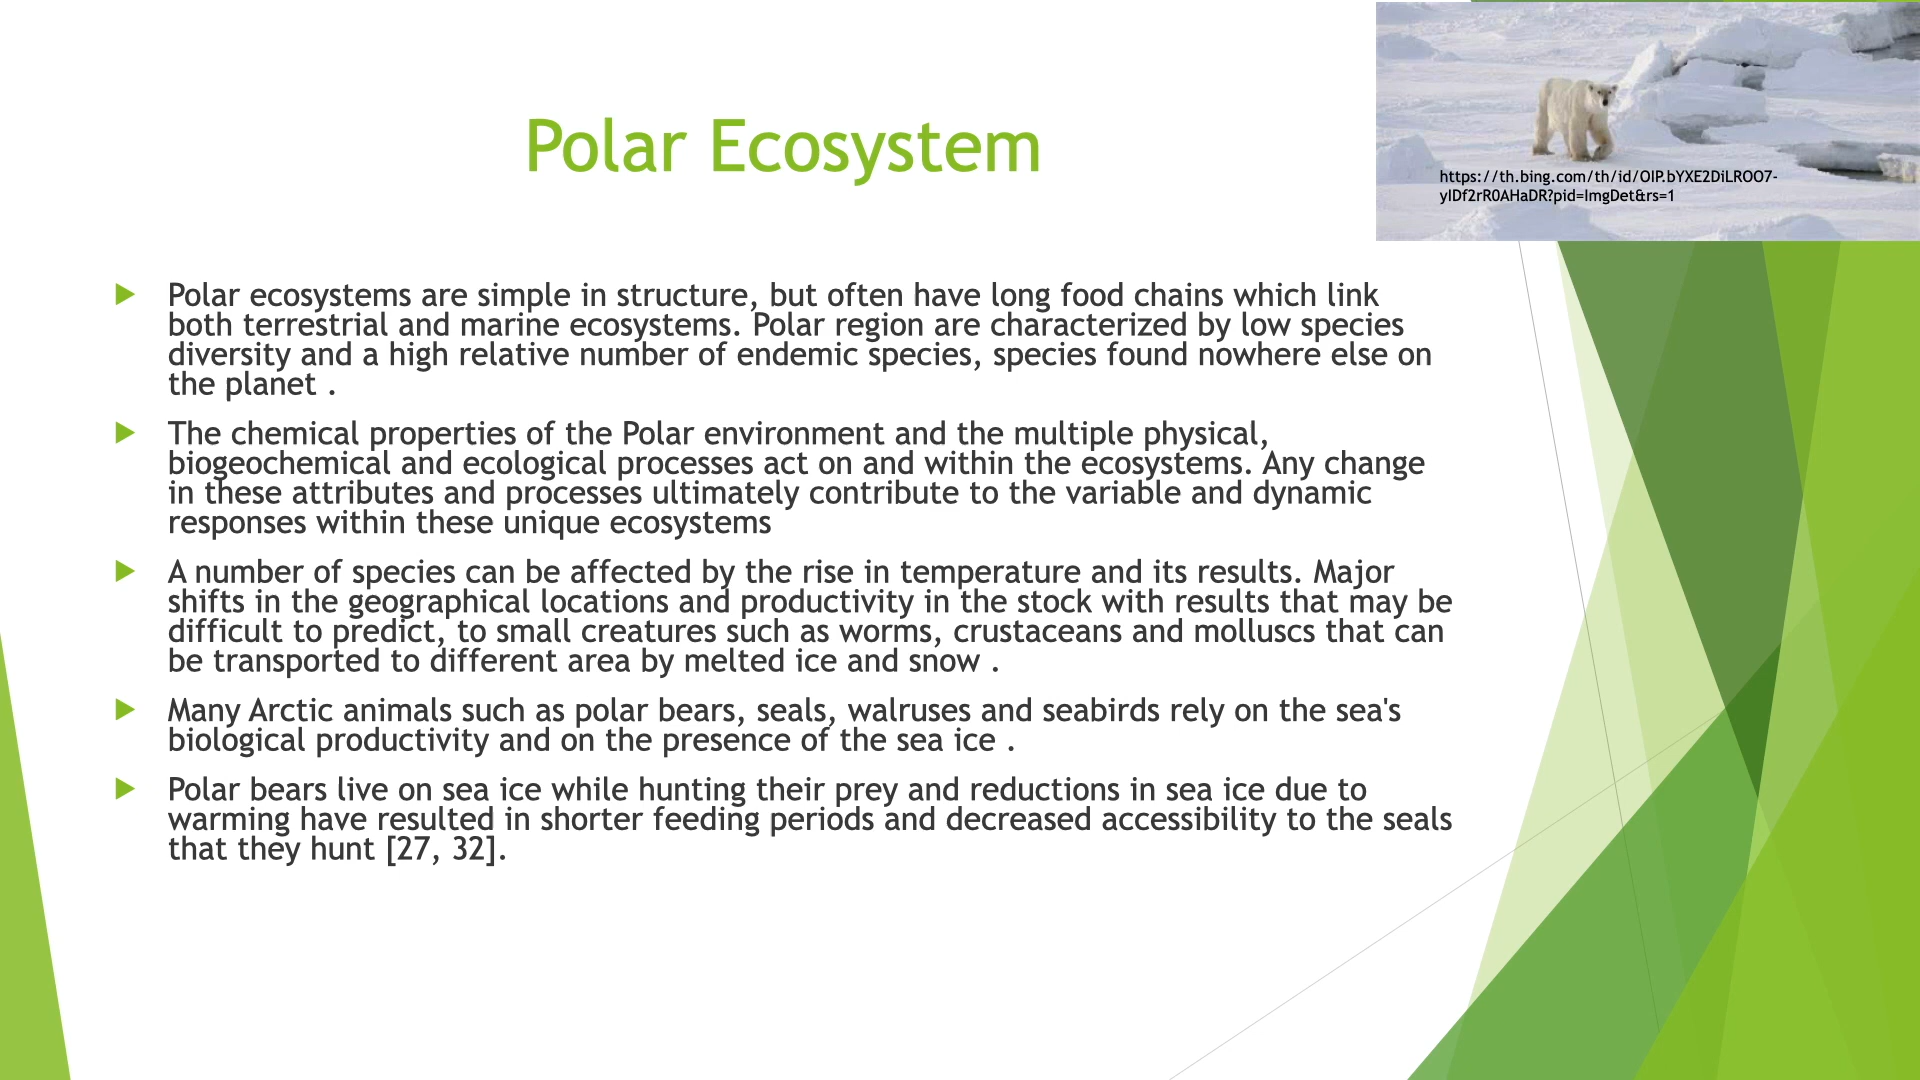 Polar Ecosystem
https://th.bing.com/th/id/OIP.bYXE2DiLROO7-
yIDf2rR0AHaDR?pid=ImgDet&rs=1
Polar ecosystems are simple in structure, but often have long food chains which link
both terrestrial and marine ecosystems. Polar region are characterized by low species
diversity and a high relative number of endemic species, species found nowhere else on
the planet .
The chemical properties of the Polar environment and the multiple physical,
biogeochemical and ecological processes act on and within the ecosystems. Any change
in these attributes and processes ultimately contribute to the variable and dynamic
responses within these unique ecosystems
A number of species can be affected by the rise in temperature and its results. Major
shifts in the geographical locations and productivity in the stock with results that may be
difficult to predict, to small creatures such as worms, crustaceans and molluscs that can
be transported to different area by melted ice and snow .
Many Arctic animals such as polar bears, seals, walruses and seabirds rely on the sea's
biological productivity and on the presence of the sea ice .
Polar bears live on sea ice while hunting their prey and reductions in sea ice due to
warming have resulted in shorter feeding periods and decreased accessibility to the seals
that they hunt [27, 32].